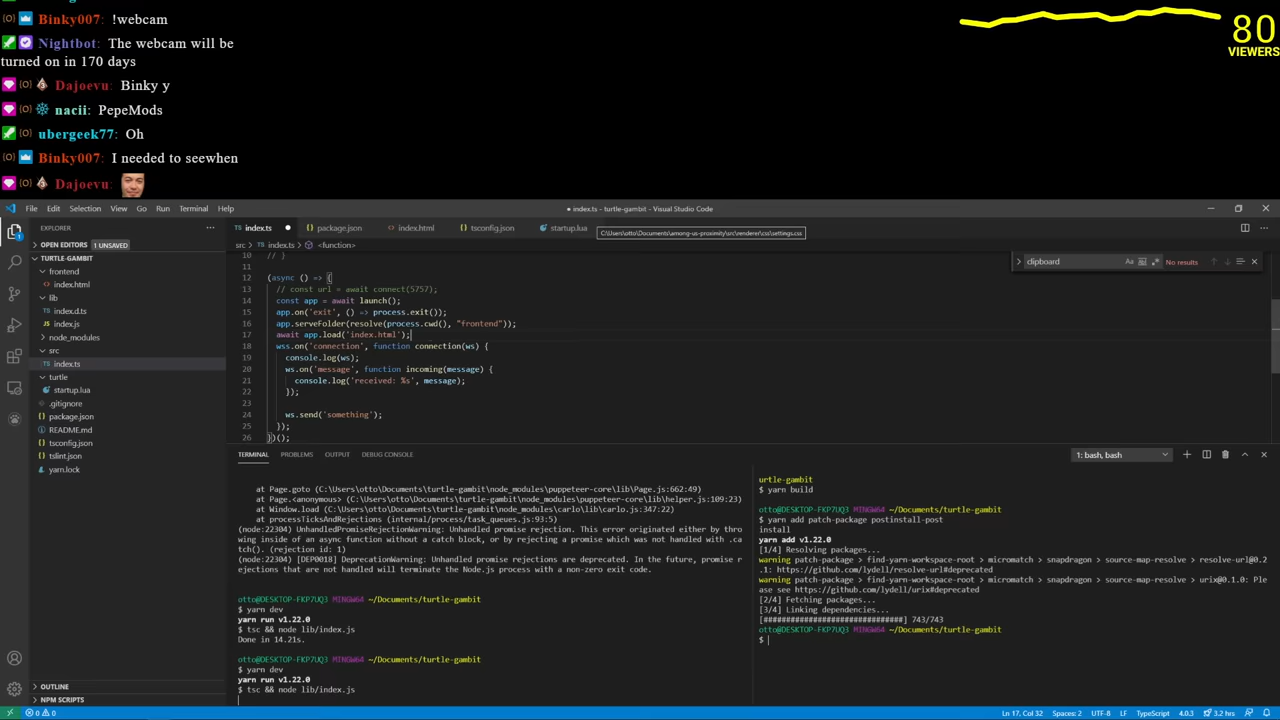 Binky007: !webcam
80
VIEWERS
Nightbot: The webcam will be
turned on in 170 days
Dajoevu: Binky y
nacii: PepeMods
ubergeek77: Oh
Binky007: I needed to seewhen
Dajoevu:
File Edit Selection View Go Run Terminal Help
● index.ts - turtle-gambit - Visual Studio Code
EXPLORER
index.ts
package.json
index.html
tsconfig.json
startup.lua
C:\Users\otto\Documents\among-us-proximity\src\renderer\css\settings.css
OPEN EDITORS 1 UNSAVED
src > index.ts > <function>
TURTLE-GAMBIT
frontend
index.html
lib
index.d.ts
index.js
node_modules
src
index.ts
turtle
startup.lua
.gitignore
package.json
README.md
tsconfig.json
tslint.json
yarn.lock
OUTLINE
NPM SCRIPTS
clipboard
Aa
No results
10 // }
11
12 (async () => {
13 // const url = await connect(5757);
14 const app = await launch();
15 app.on('exit', () => process.exit());
16 app.serveFolder(resolve(process.cwd(), "frontend"));
17 await app.load('index.html');
18 wss.on('connection', function connection(ws) {
19 console.log(ws);
20 ws.on('message', function incoming(message) {
21 console.log('received: %s', message);
22 });
23
24 ws.send('something');
25 });
26 })();
TERMINAL PROBLEMS OUTPUT DEBUG CONSOLE
1: bash, bash
at Page.goto (C:\Users\otto\Documents\turtle-gambit\node_modules\puppeteer-core\lib\Page.js:662:49)
at Page.<anonymous> (C:\Users\otto\Documents\turtle-gambit\node_modules\puppeteer-core\lib\helper.js:109:23)
at Window.load (C:\Users\otto\Documents\turtle-gambit\node_modules\carlo\lib\carlo.js:347:22)
at processTicksAndRejections (internal/process/task_queues.js:93:5)
(node:22304) UnhandledPromiseRejectionWarning: Unhandled promise rejection. This error originated either by thro
wing inside of an async function without a catch block, or by rejecting a promise which was not handled with .ca
tch(). (rejection id: 1)
(node:22304) [DEP0018] DeprecationWarning: Unhandled promise rejections are deprecated. In the future, promise r
ejections that are not handled will terminate the Node.js process with a non-zero exit code.
otto@DESKTOP-FKP7UQ3 MINGW64 ~/Documents/turtle-gambit
$ yarn dev
yarn run v1.22.0
$ tsc && node lib/index.js
Done in 14.21s.
otto@DESKTOP-FKP7UQ3 MINGW64 ~/Documents/turtle-gambit
$ yarn dev
yarn run v1.22.0
$ tsc && node lib/index.js
urtle-gambit
$ yarn build
otto@DESKTOP-FKP7UQ3 MINGW64 ~/Documents/turtle-gambit
$ yarn add patch-package postinstall-post
install
yarn add v1.22.0
[1/4] Resolving packages...
warning patch-package > find-yarn-workspace-root > micromatch > snapdragon > source-map-resolve > resolve-url@0.2
.1: https://github.com/lydell/resolve-url#deprecated
warning patch-package > find-yarn-workspace-root > micromatch > snapdragon > source-map-resolve > urix@0.1.0: Ple
ase see https://github.com/lydell/urix#deprecated
[2/4] Fetching packages...
[3/4] Linking dependencies...
[##############################] 743/743
otto@DESKTOP-FKP7UQ3 MINGW64 ~/Documents/turtle-gambit
$
0 0
Ln 17, Col 32
Spaces: 2
UTF-8
LF
TypeScript
4.0.3
3.2 hrs